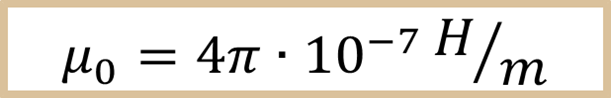 μ₀ = 4π · 10⁻⁷ H/m